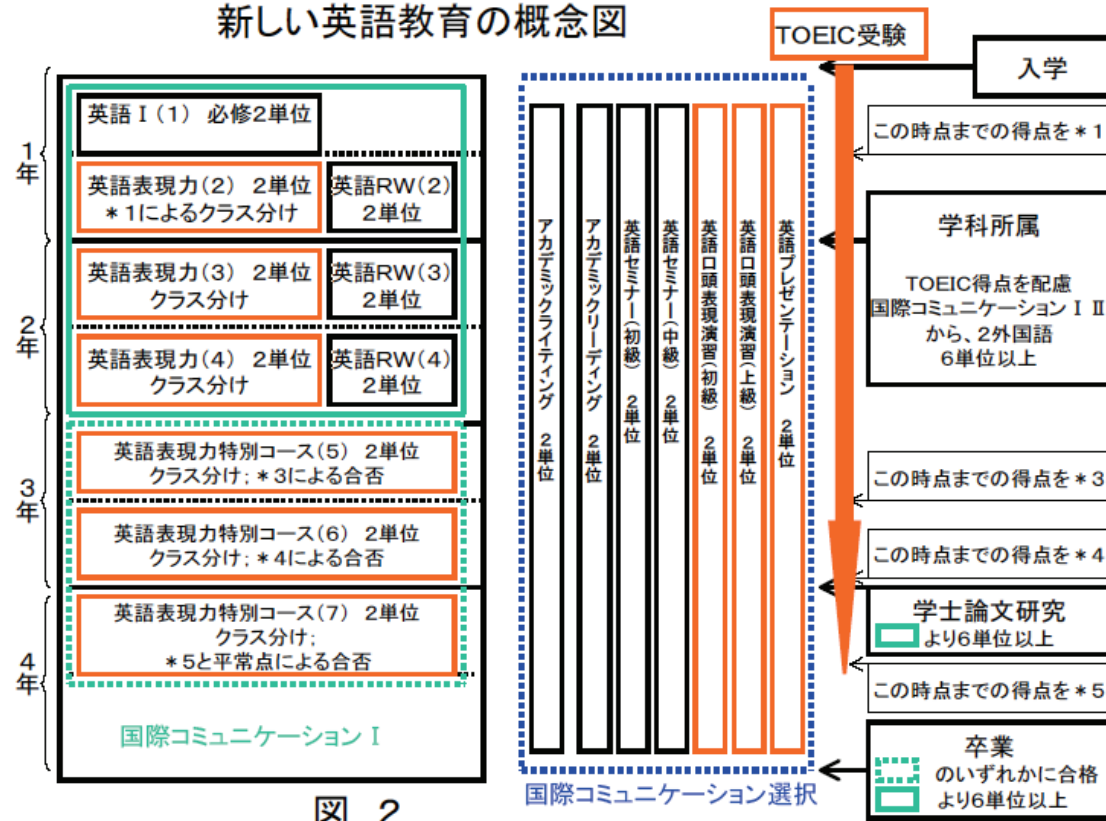 新しい英語教育の概念図
TOEIC受験
入学
1年
英語Ⅰ(1) 必修2単位
英語表現力(2) 2単位
*1によるクラス分け
英語RW(2)
2単位
2年
英語表現力(3) 2単位
クラス分け
英語RW(3)
2単位
英語表現力(4) 2単位
クラス分け
英語RW(4)
2単位
3年
英語表現力特別コース(5) 2単位
クラス分け; *3による合否
英語表現力特別コース(6) 2単位
クラス分け; *4による合否
4年
英語表現力特別コース(7) 2単位
クラス分け;
*5と平常点による合否
国際コミュニケーションⅠ
図 2
アカデミックライティング 2単位
アカデミックリーディング 2単位
英語セミナー(初級) 2単位
英語セミナー(中級) 2単位
英語口頭表現演習(初級) 2単位
英語口頭表現演習(上級) 2単位
英語プレゼンテーション 2単位
国際コミュニケーション選択
この時点までの得点を*1
学科所属
TOEIC得点を配慮
国際コミュニケーションⅠⅡ
から、2外国語
6単位以上
この時点までの得点を*3
この時点までの得点を*4
学士論文研究
より6単位以上
この時点までの得点を*5
卒業
のいずれかに合格
より6単位以上